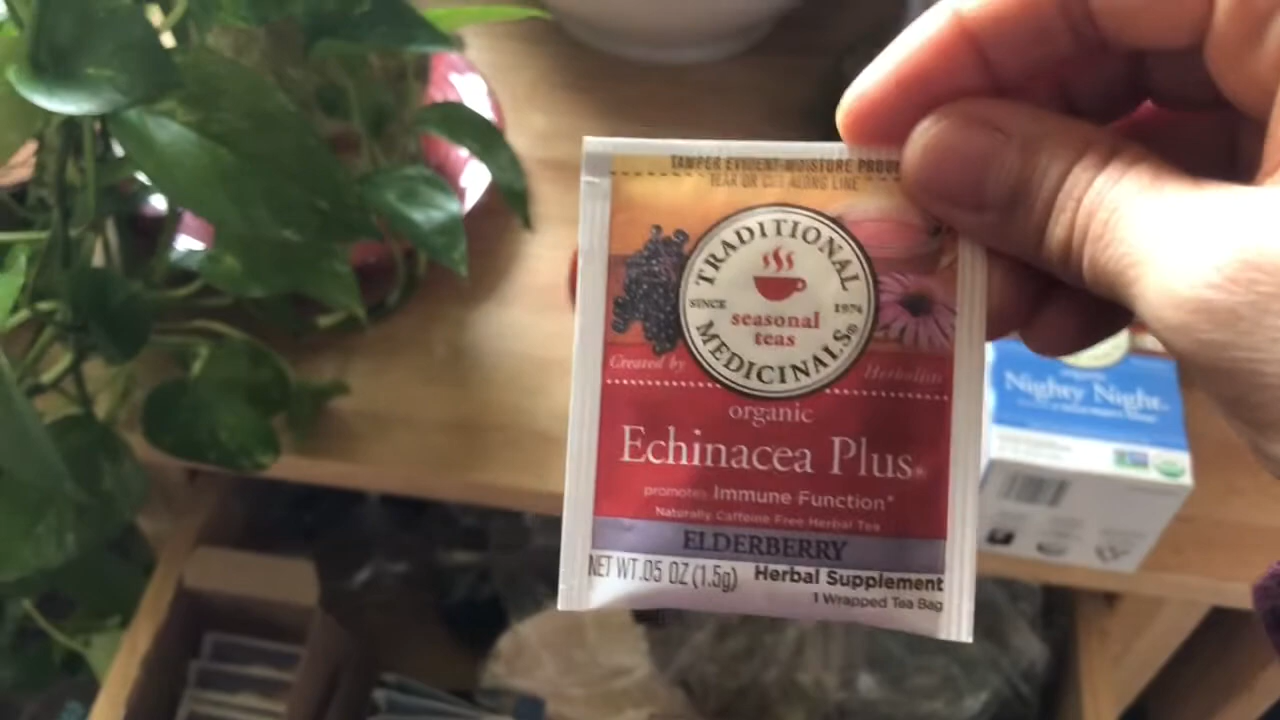 TAMPER EVIDENT-MOISTURE PROOF
TEAR OR CUT ALONG LINE
TRADITIONAL
SINCE 1974
seasonal
teas
MEDICINALS®
Created by Herbalists
organic
Echinacea Plus
promotes Immune Function*
Naturally Caffeine Free Herbal Tea
ELDERBERRY
NET WT .05 OZ (1.5g) Herbal Supplement
1 Wrapped Tea Bag
Nighty Night